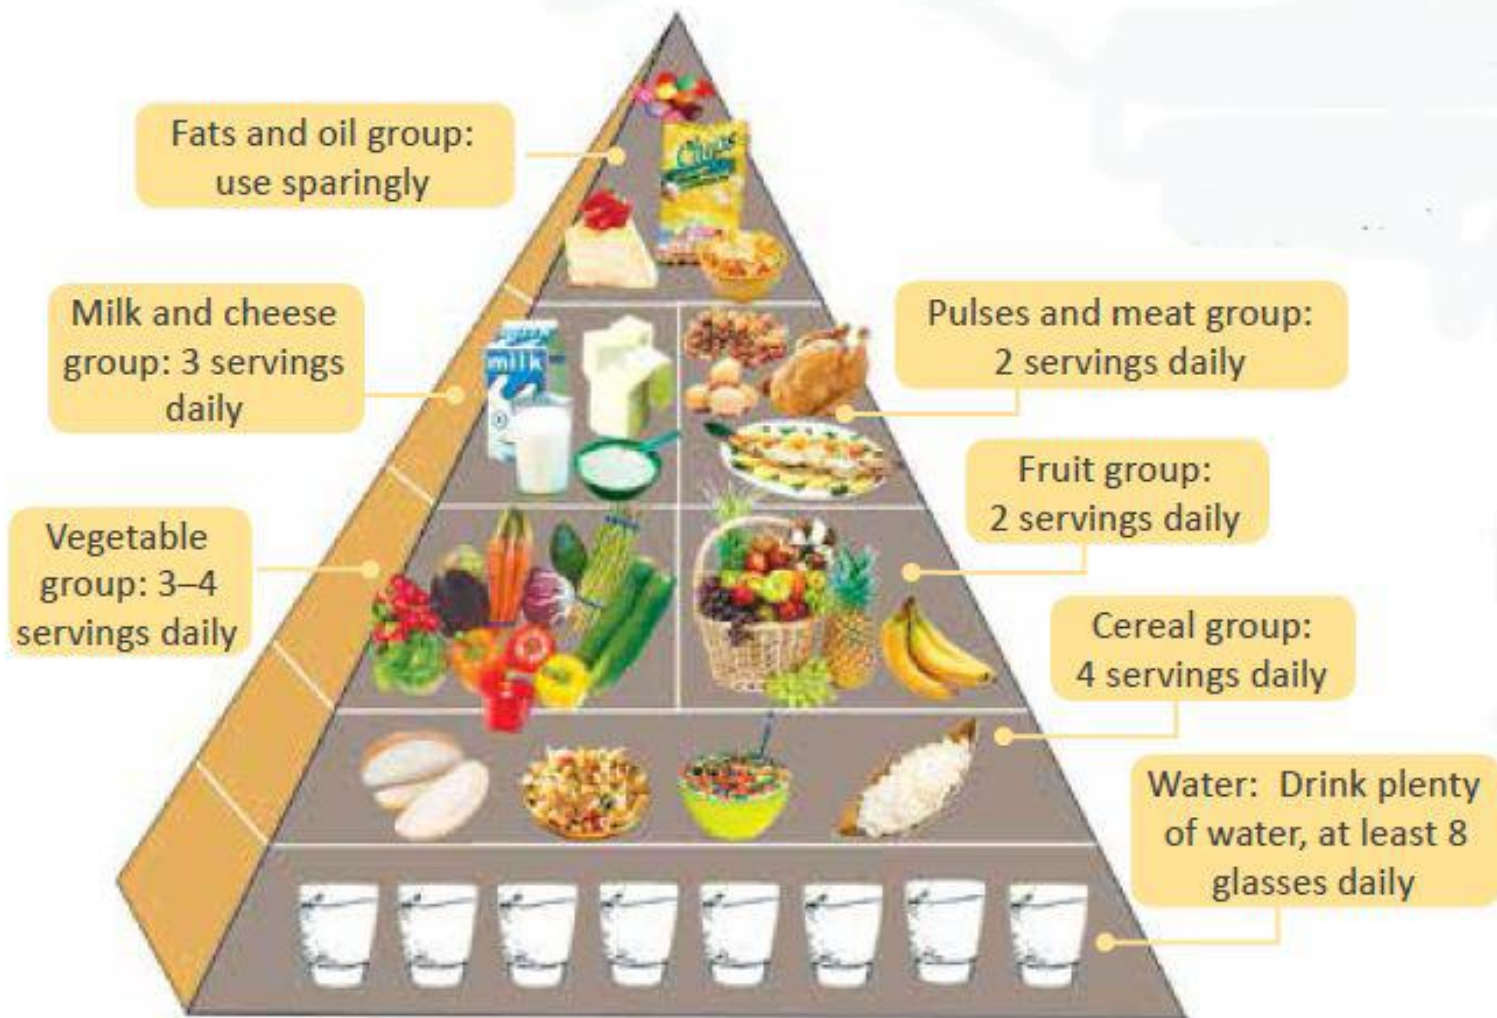 Fats and oil group:
use sparingly
Milk and cheese
group: 3 servings
daily
Pulses and meat group:
2 servings daily
Fruit group:
2 servings daily
Vegetable
group: 3–4
servings daily
Cereal group:
4 servings daily
Water: Drink plenty
of water, at least 8
glasses daily
Chips
milk